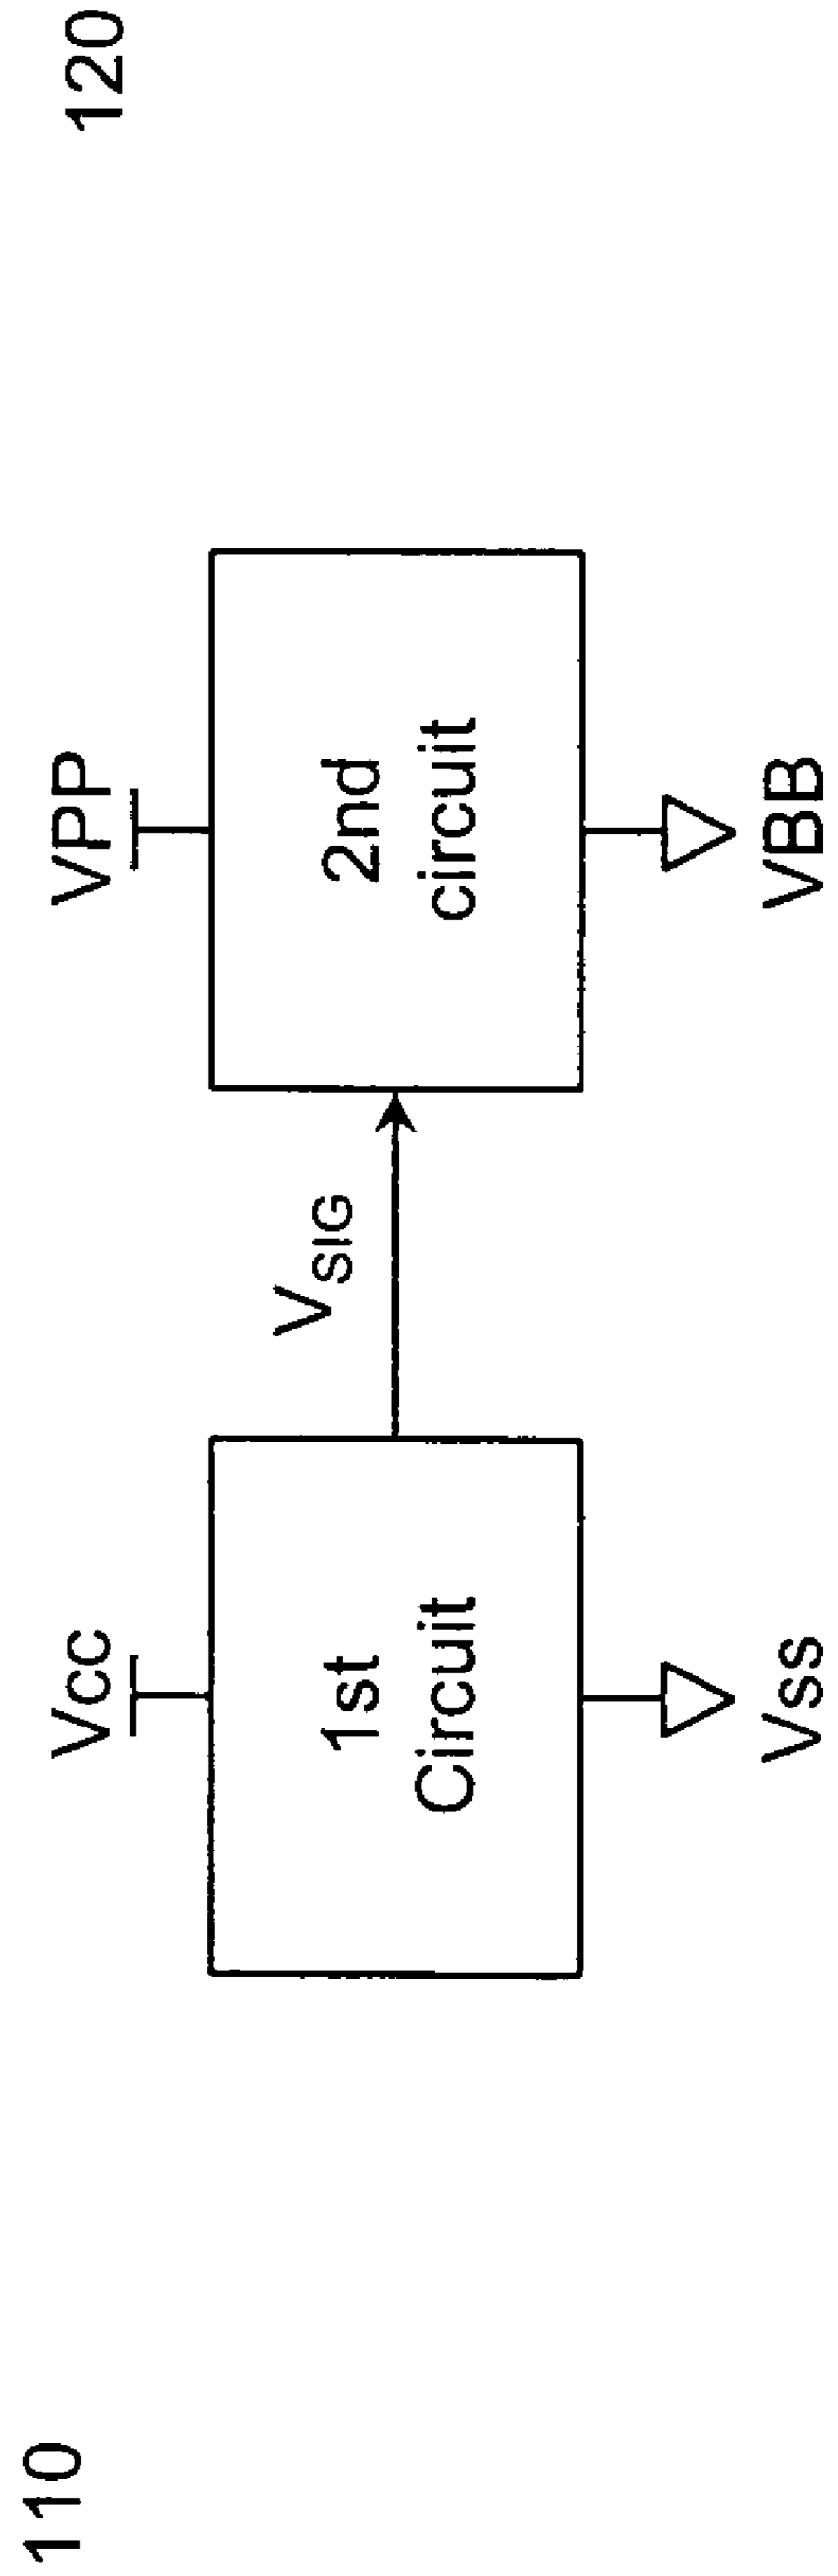 110
120
Vcc
VPP
1st
Circuit
VSIG
2nd
circuit
Vss
VBB